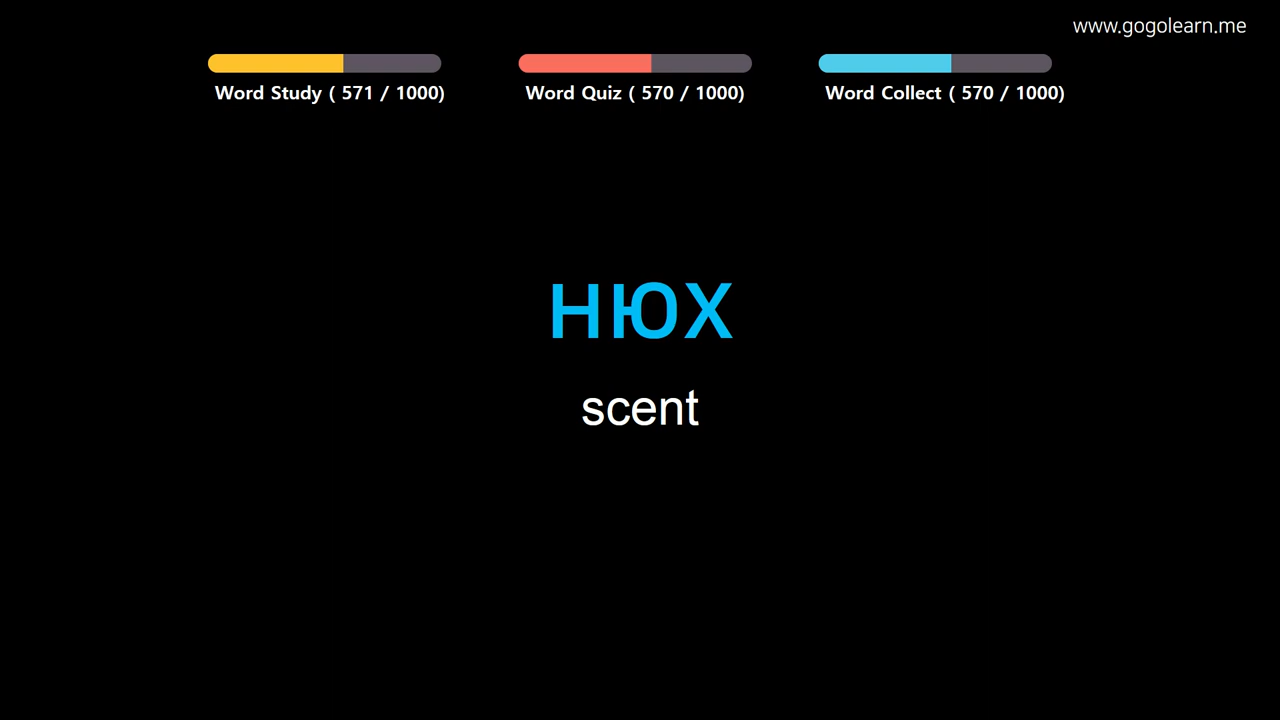 www.gogolearn.me
Word Study ( 571 / 1000)
Word Quiz ( 570 / 1000)
Word Collect ( 570 / 1000)
нюх
scent